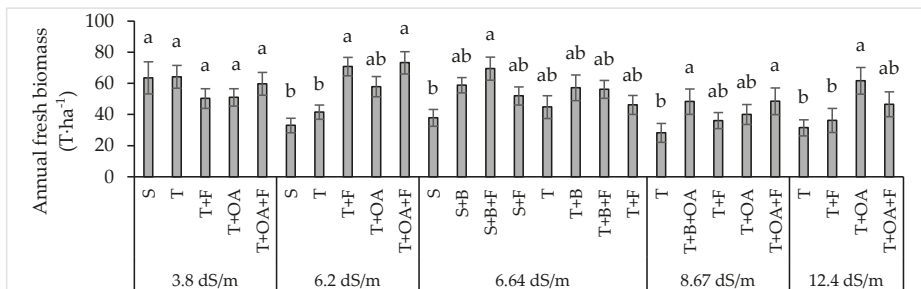 Annual fresh biomass
(T·ha⁻¹)
100
80
60
40
20
0
a a a a a b b a ab a b ab a ab ab ab ab ab b a ab ab a b b a ab
S T T+F T+OA T+OA+F S T T+F T+OA T+OA+F S S+B S+B+F S+F T T+B T+B+F T+F T T+B+OA T+F T+OA T+OA+F T T+F T+OA T+OA+F
3.8 dS/m 6.2 dS/m 6.64 dS/m 8.67 dS/m 12.4 dS/m